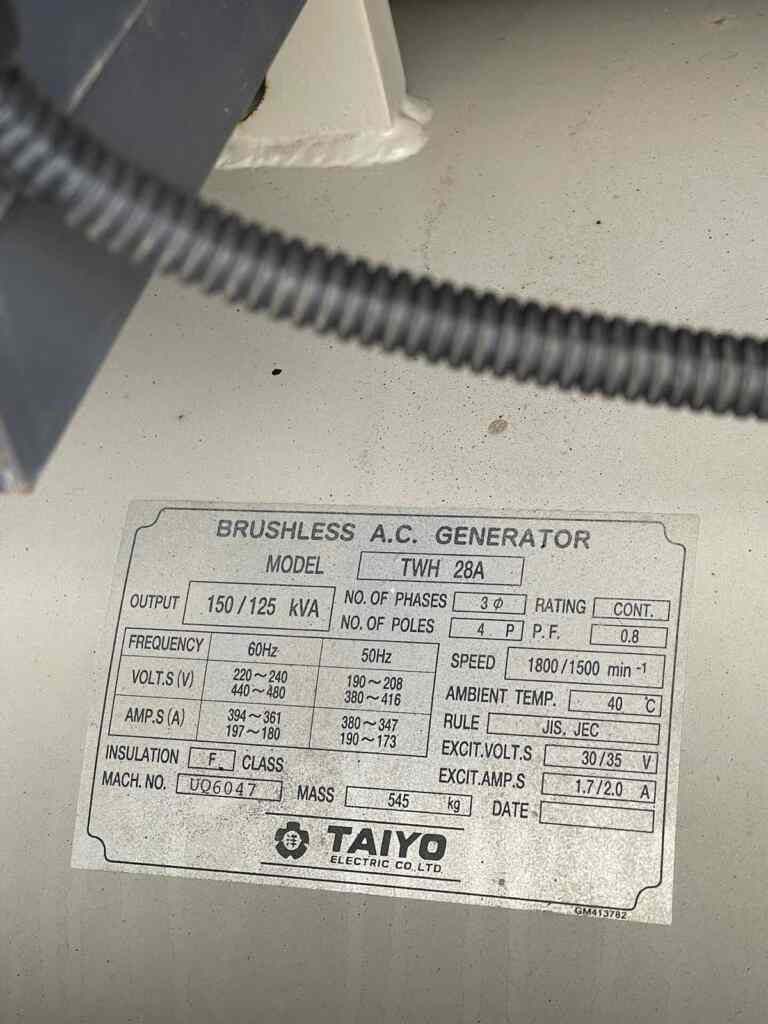 BRUSHLESS A.C. GENERATOR
MODEL TWH 28A
OUTPUT 150/125 kVA NO. OF PHASES 3φ RATING CONT.
NO. OF POLES 4 P P.F. 0.8
FREQUENCY 60Hz 50Hz
SPEED 1800/1500 min⁻¹
VOLT.S (V) 220～240 190～208
440～480 380～416
AMBIENT TEMP. 40 ℃
AMP.S (A) 394～361 380～347
197～180 190～173
RULE JIS. JEC
EXCIT.VOLT.S 30/35 V
INSULATION F. CLASS
EXCIT.AMP.S 1.7/2.0 A
MACH. NO. UQ6047 MASS 545 kg DATE
洋 TAIYO
ELECTRIC CO.,LTD.
GM413782